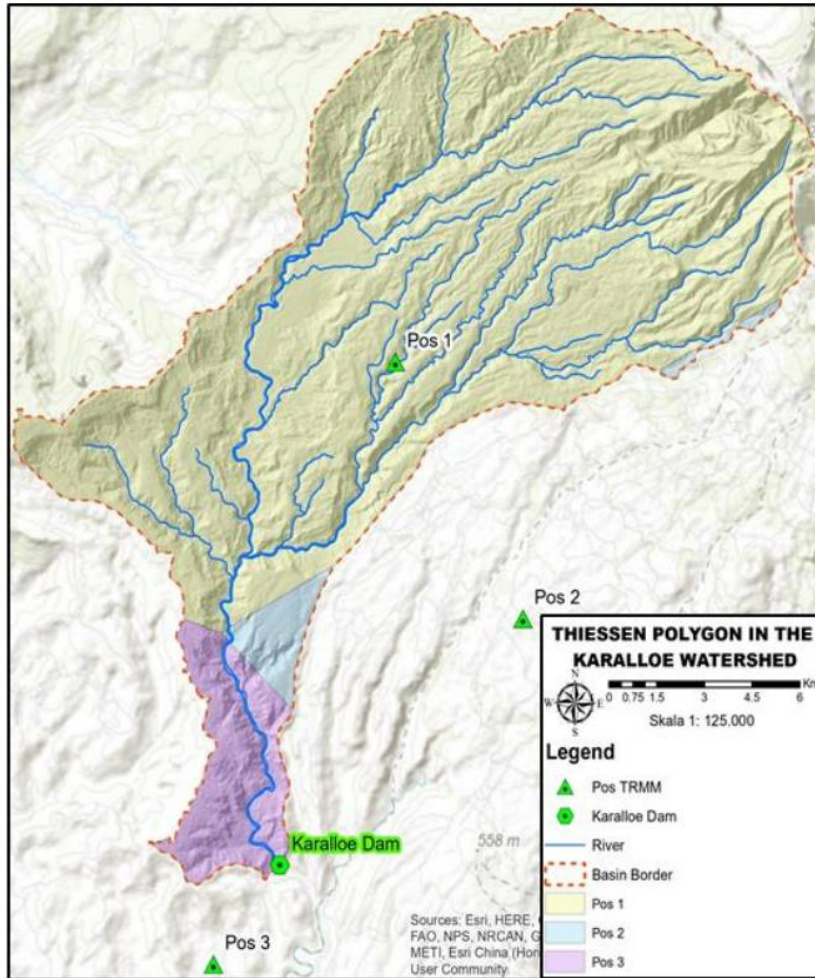 Pos 1
Pos 2
THIESSEN POLYGON IN THE
KARALLOE WATERSHED
N
W E
S
Km
0 0.75 1.5 3 4.5 6
Skala 1: 125.000
Legend
Pos TRMM
Karalloe Dam
River
Basin Border
Pos 1
Pos 2
Pos 3
Karalloe Dam
558 m
Pos 3
Sources: Esri, HERE,
FAO, NPS, NRCAN, G
METI, Esri China (Hon
User Community